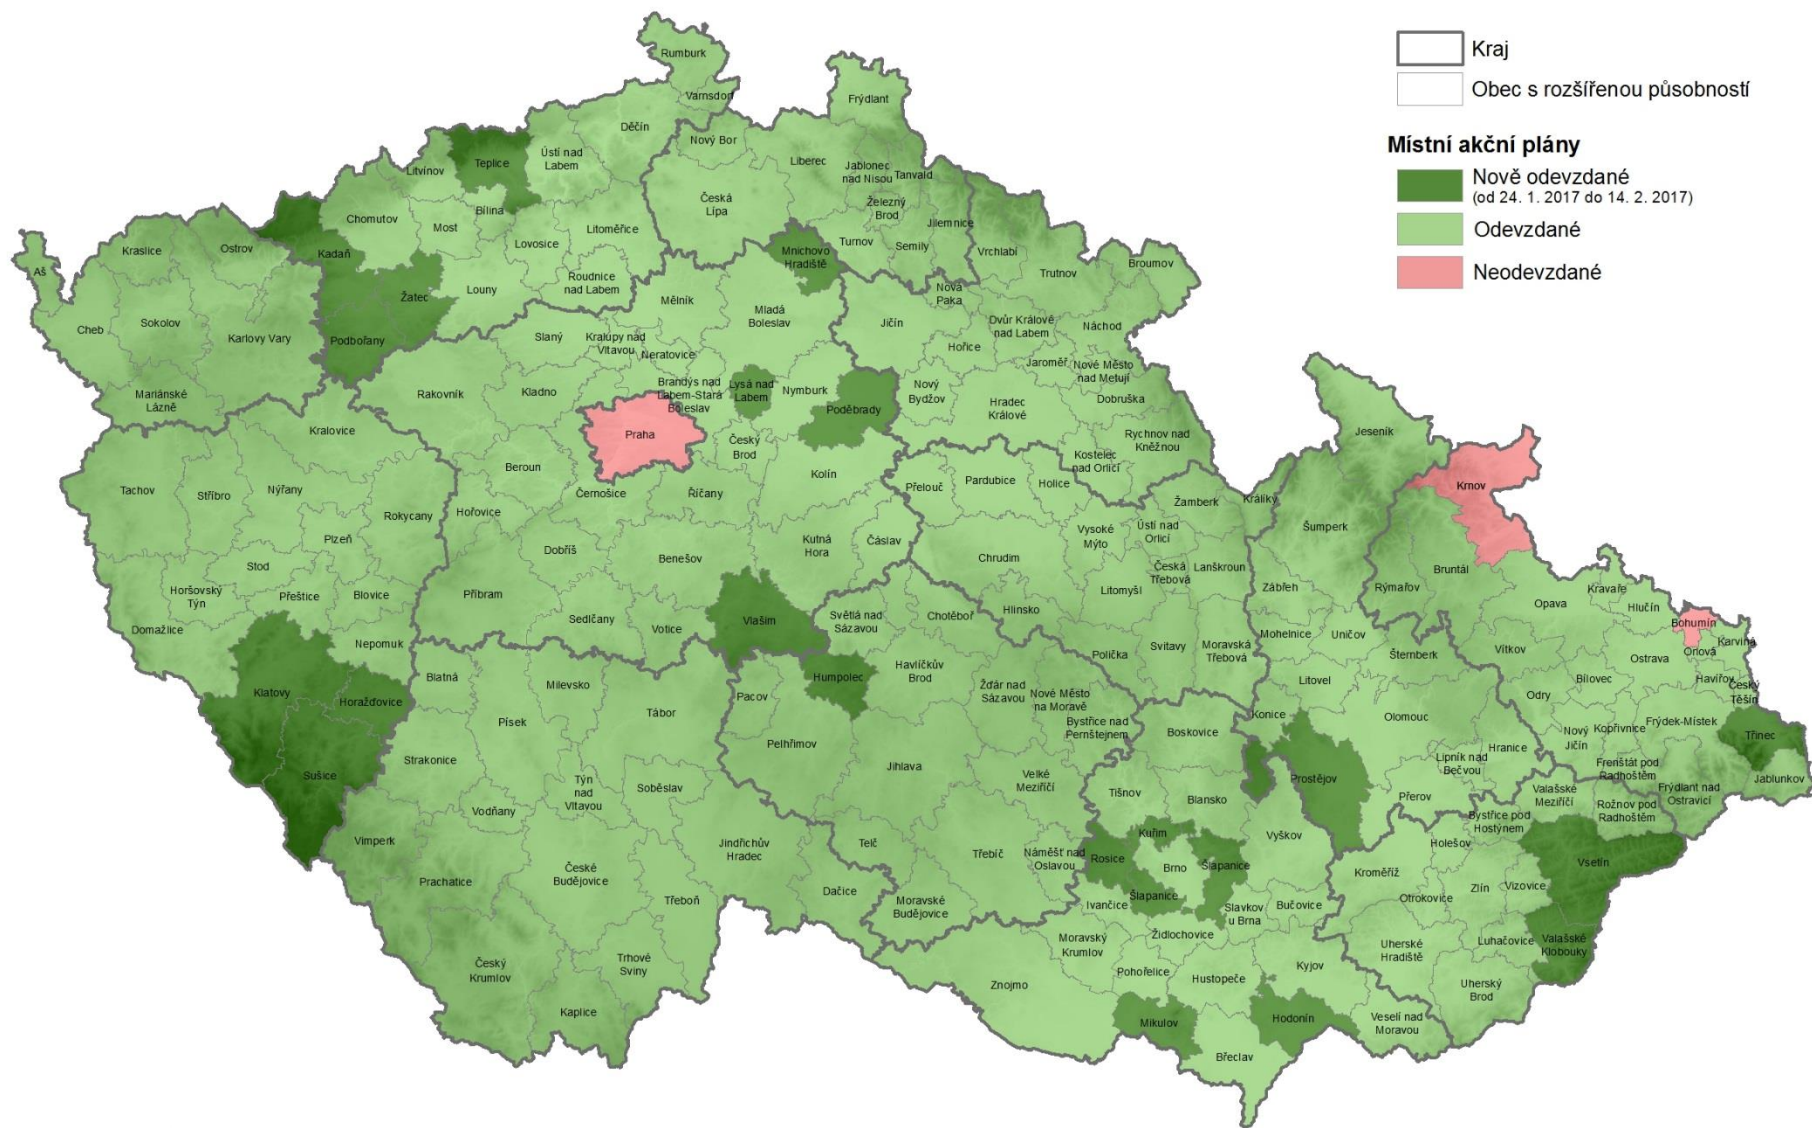 Kraj
Obec s rozšířenou působností
Místní akční plány
Nově odevzdané
(od 24. 1. 2017 do 14. 2. 2017)
Odevzdané
Neodevzdané
Rumburk
Varnsdorf
Frýdlant
Děčín
Nový Bor
Liberec
Jablonec
nad Nisou
Tanvald
Teplice
Ústí nad
Labem
Litvínov
Česká
Lípa
Železný
Brod
Jilemnice
Chomutov
Bílina
Most
Lovosice
Litoměřice
Mnichovo
Hradiště
Turnov
Semily
Vrchlabí
Trutnov
Broumov
Kraslice
Ostrov
Kadaň
Aš
Roudnice
nad Labem
Žatec
Louny
Mělník
Nová
Paka
Mladá
Boleslav
Jičín
Dvůr Králové
nad Labem
Náchod
Cheb
Sokolov
Karlovy Vary
Podbořany
Slaný
Kralupy nad
Vltavou
Neratovice
Hořice
Jaroměř
Nové Město
nad Metují
Mariánské
Lázně
Rakovník
Kladno
Brandýs nad
Labem-Stará
Boleslav
Lysá nad
Labem
Nymburk
Poděbrady
Nový
Bydžov
Hradec
Králové
Dobruška
Kralovice
Praha
Český
Brod
Rychnov nad
Kněžnou
Jeseník
Beroun
Kostelec
nad Orlicí
Tachov
Stříbro
Nýřany
Černošice
Říčany
Kolín
Přelouč
Pardubice
Holice
Krnov
Rokycany
Hořovice
Žamberk
Králíky
Plzeň
Dobříš
Benešov
Kutná
Hora
Čáslav
Chrudim
Vysoké
Mýto
Ústí nad
Orlicí
Šumperk
Stod
Česká
Třebová
Lanškroun
Bruntál
Rýmařov
Horšovský
Týn
Přeštice
Blovice
Příbram
Litomyšl
Zábřeh
Kravaře
Opava
Hlučín
Domažlice
Sedlčany
Votice
Vlašim
Světlá nad
Sázavou
Chotěboř
Hlinsko
Bohumín
Karviná
Orlová
Nepomuk
Polička
Svitavy
Moravská
Třebová
Mohelnice
Uničov
Šternberk
Vítkov
Ostrava
Blatná
Milevsko
Humpolec
Havlíčkův
Brod
Bílovec
Havířov
Český
Těšín
Klatovy
Horažďovice
Pacov
Žďár nad
Sázavou
Nové Město
na Moravě
Litovel
Odry
Písek
Tábor
Bystřice nad
Pernštejnem
Konice
Olomouc
Nový
Jičín
Kopřivnice
Frýdek-Místek
Třinec
Pelhřimov
Boskovice
Hranice
Strakonice
Jihlava
Lipník nad
Bečvou
Frenštát pod
Radhoštěm
Jablunkov
Sušice
Týn
nad
Vltavou
Soběslav
Velké
Meziříčí
Prostějov
Frýdlant nad
Ostravicí
Tišnov
Blansko
Přerov
Valašské
Meziříčí
Rožnov pod
Radhoštěm
Vodňany
Bystřice pod
Hostýnem
Vimperk
Jindřichův
Hradec
Telč
Třebíč
Náměšť nad
Oslavou
Kuřim
Vyškov
Holešov
Vsetín
České
Budějovice
Rosice
Brno
Šlapanice
Kroměříž
Prachatice
Dačice
Šlapanice
Zlín
Vizovice
Třeboň
Moravské
Budějovice
Ivančice
Slavkov
u Brna
Bučovice
Otrokovice
Židlochovice
Luhačovice
Valašské
Klobouky
Český
Krumlov
Trhové
Sviny
Moravský
Krumlov
Uherské
Hradiště
Pohořelice
Hustopeče
Kyjov
Znojmo
Uherský
Brod
Kaplice
Mikulov
Hodonín
Veselí nad
Moravou
Břeclav